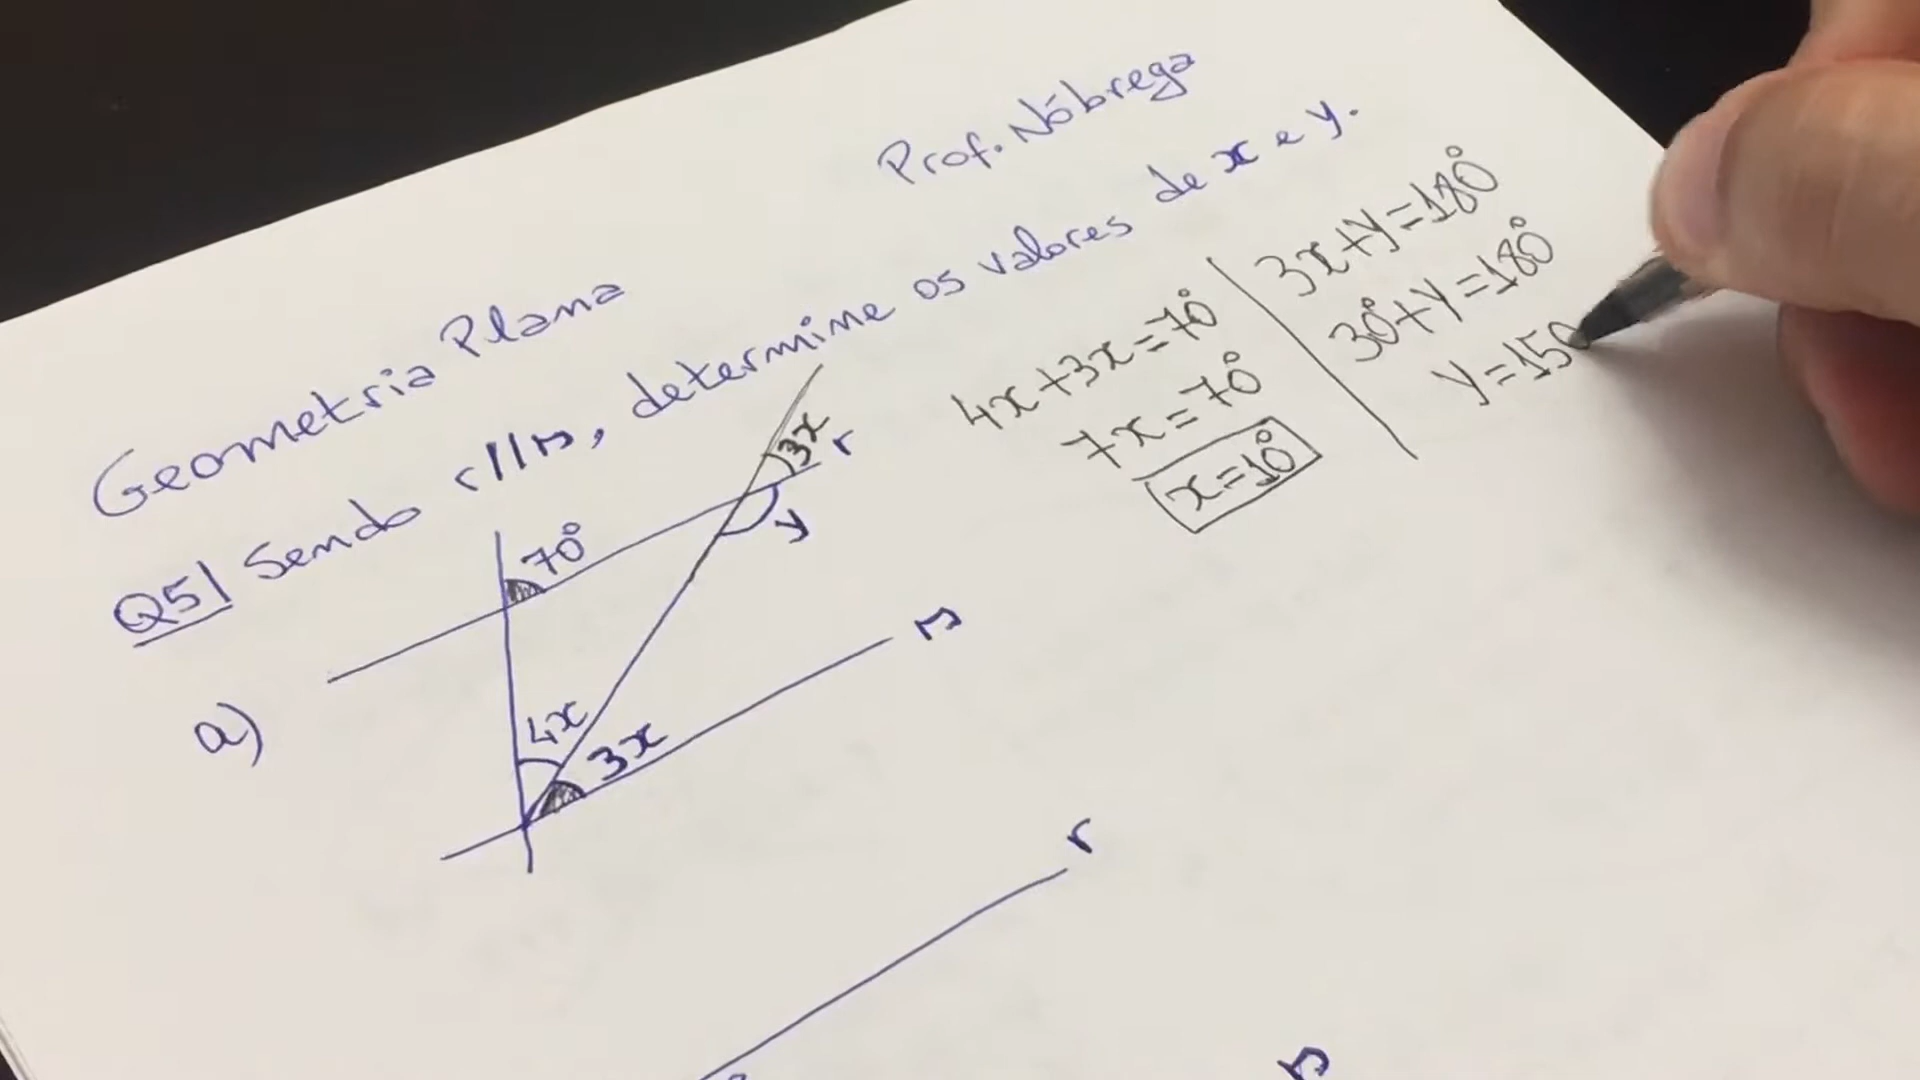 Prof. Nóbrega
Geometria Plana
Q5| Sendo r//s, determine os valores de x e y.
a)
70°
3x
r
y
4x
3x
s
4x+3x=70°
7x=70°
x=10°
3x+y=180°
30°+y=180°
y=150
r
s